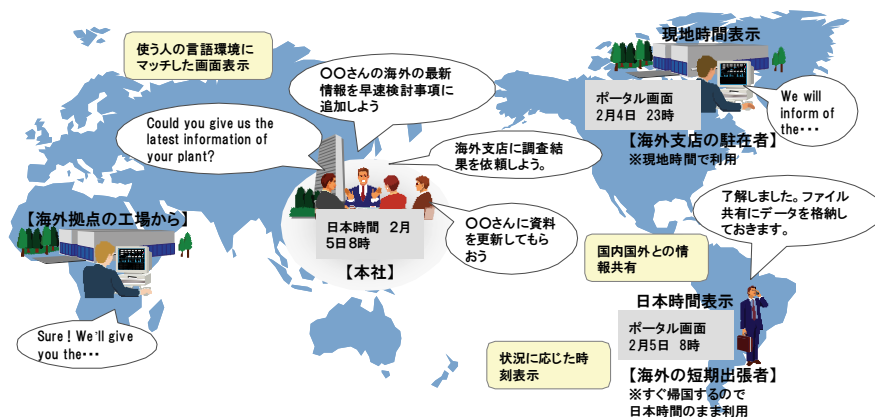 使う人の言語環境に
マッチした画面表示
〇〇さんの海外の最新
情報を早速検討事項に
追加しよう
Could you give us the
latest information of
your plant?
海外支店に調査結
果を依頼しよう。
〇〇さんに資料
を更新してもら
おう
日本時間 2月
5日8時
【本社】
【海外拠点の工場から】
Sure！We'll give
you the･･･
現地時間表示
ポータル画面
2月4日 23時
We will
inform of
the･･･
【海外支店の駐在者】
※現地時間で利用
了解しました。ファイル
共有にデータを格納し
ておきます。
国内国外との情
報共有
日本時間表示
ポータル画面
2月5日 8時
状況に応じた時
刻表示
【海外の短期出張者】
※すぐ帰国するので
日本時間のまま利用